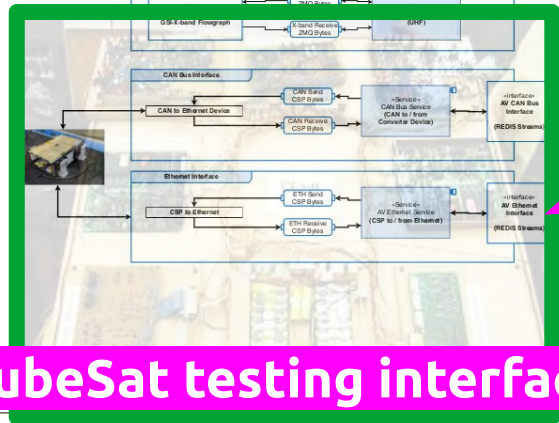 ZMQ Bytes
GSI-X-band Flowgraph
X-band Receive
ZMQ Bytes
(UHF)
CAN Bus Interface
CAN to Ethernet Device
CAN Send
CSP Bytes
CAN Receive
CSP Bytes
«Service»
CAN Bus Service
(CAN to / from
Converter Device)
«interface»
AV CAN Bus
Interface
(REDIS Streams)
Ethernet Interface
CSP to Ethernet
ETH Send
CSP Bytes
ETH Receive
CSP Bytes
«Service»
AV Ethernet Service
(CSP to / from Ethernet)
«interface»
AV Ethernet
Interface
(REDIS Streams)
ubeSat testing interfac